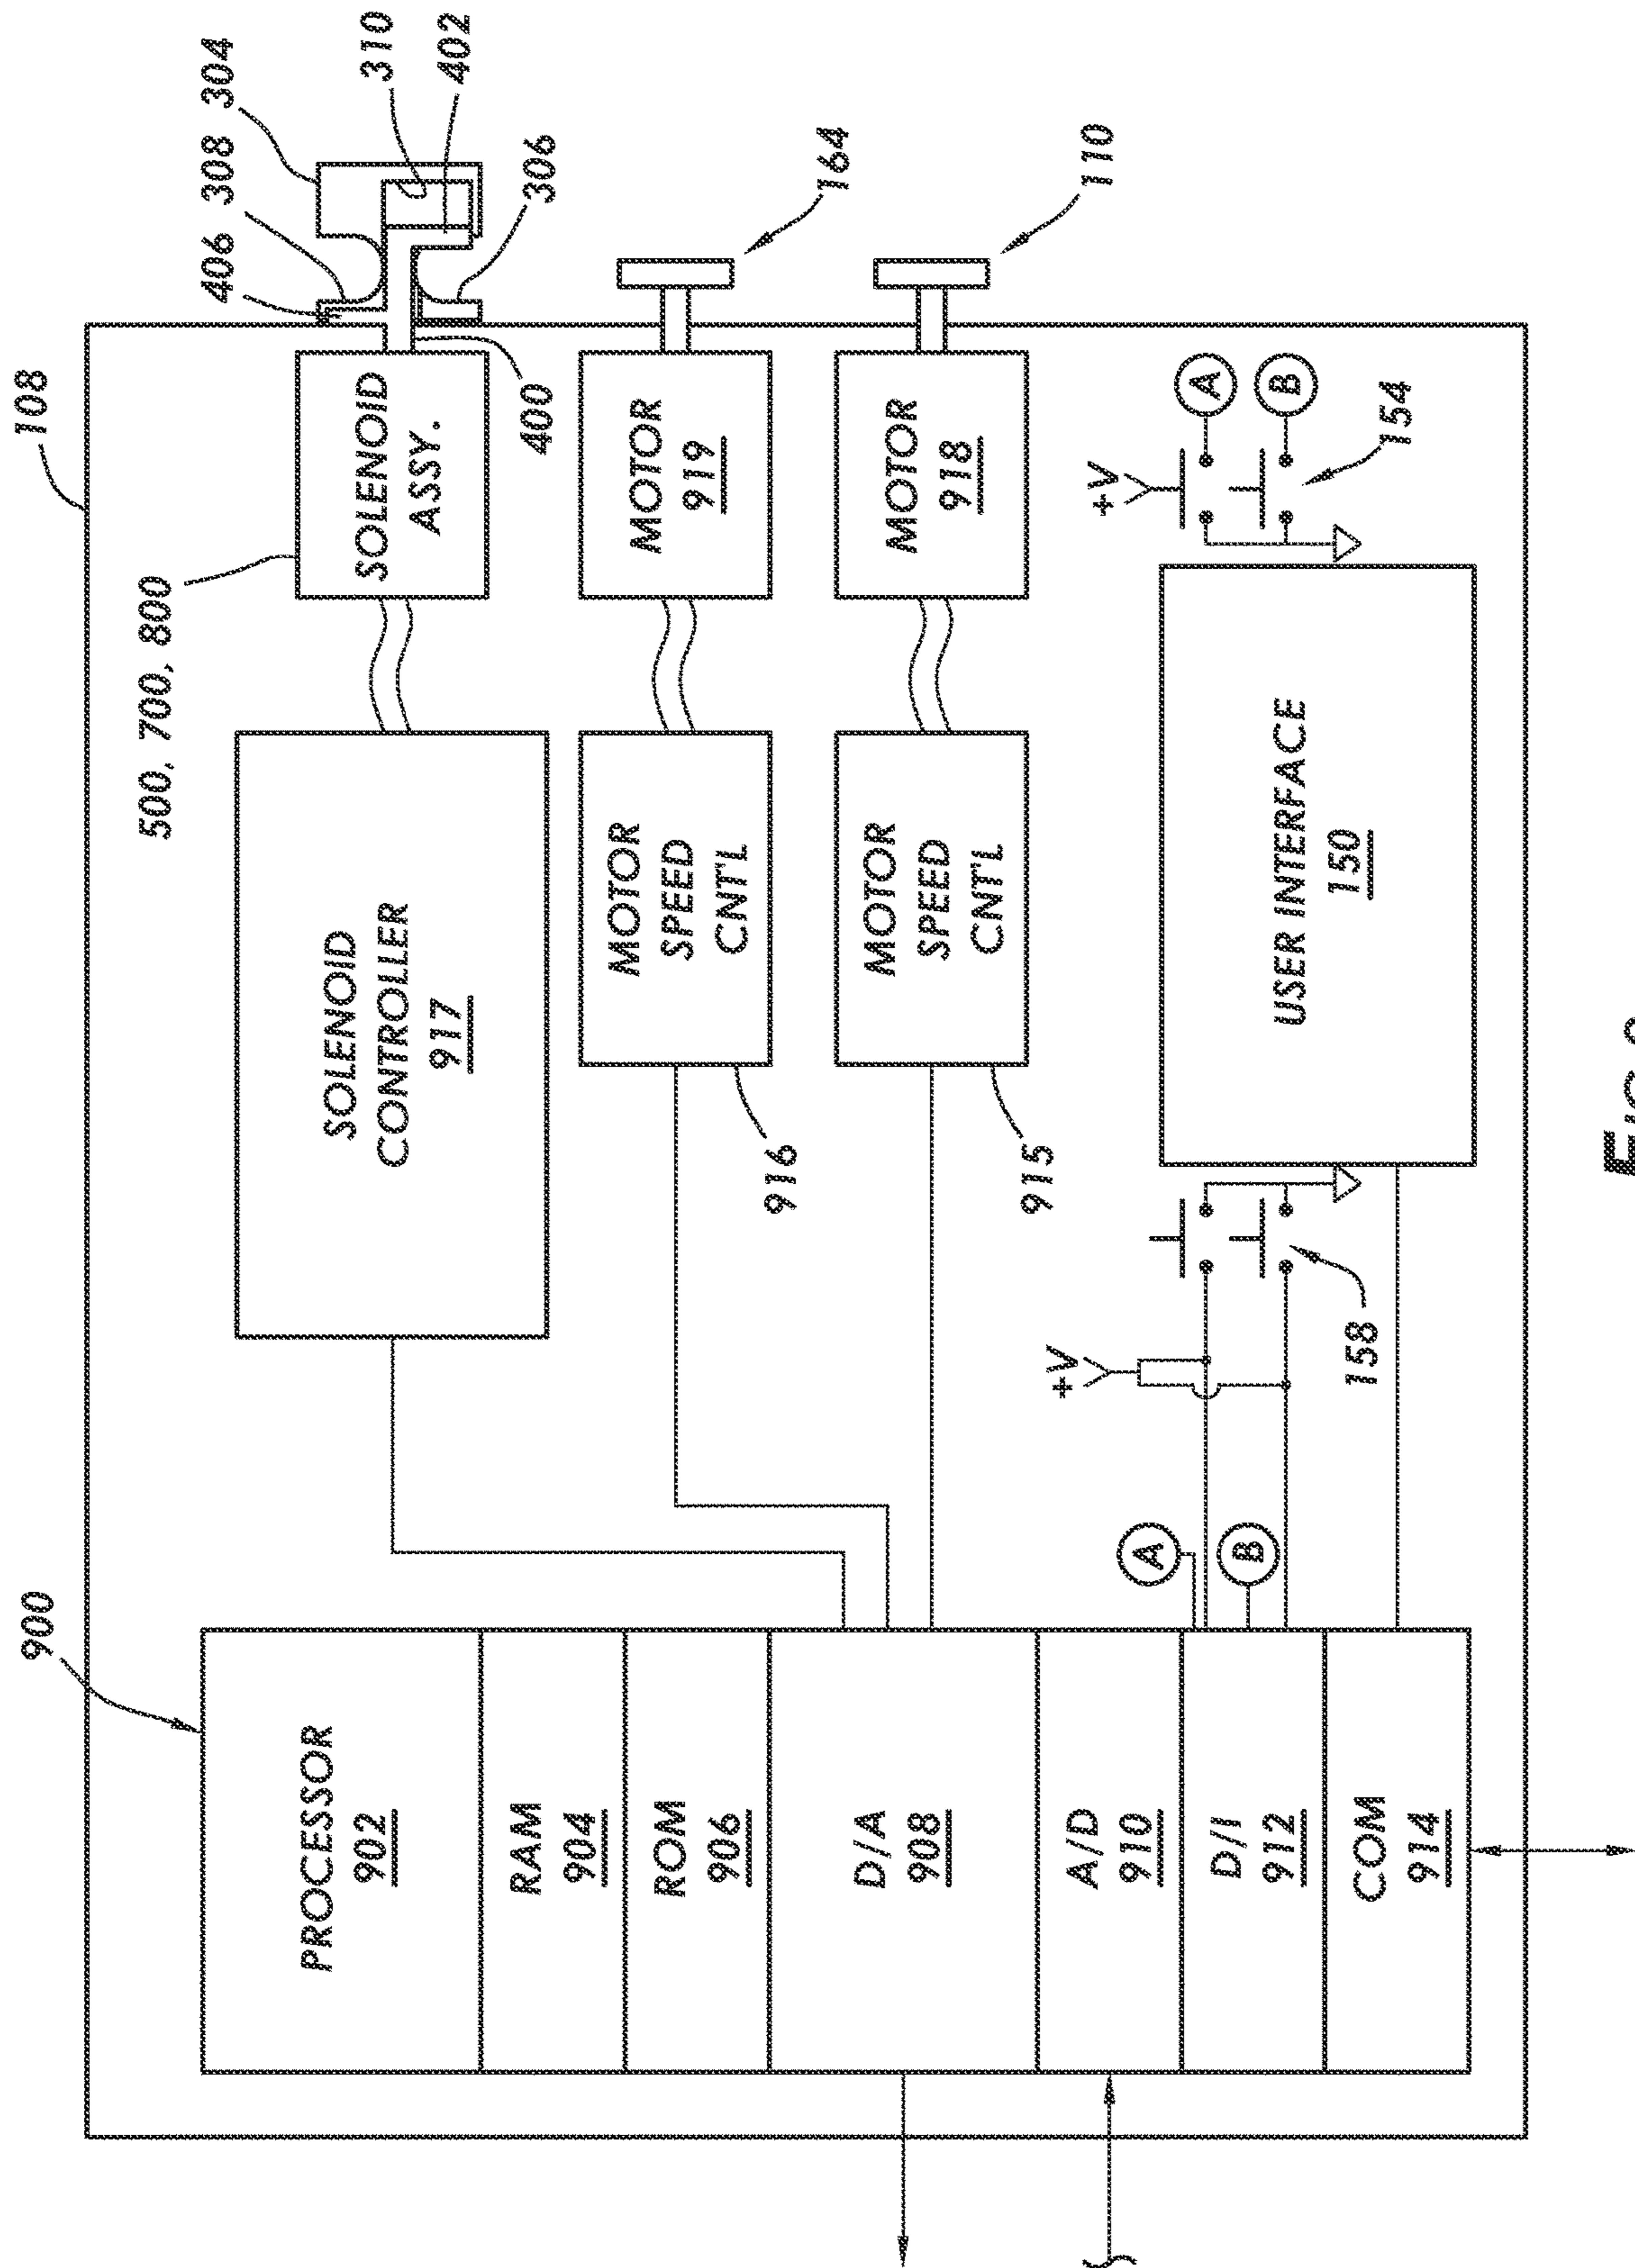 108
500, 700, 800
406
308
304
310
402
306
400
SOLENOID
ASSY.
SOLENOID
CONTROLLER
917
MOTOR
919
164
MOTOR
SPEED
CNT'L
916
MOTOR
918
110
MOTOR
SPEED
CNT'L
915
900
PROCESSOR
902
RAM
904
ROM
906
D/A
908
A/D
910
D/I
912
COM
914
A
B
+V
158
USER INTERFACE
150
+V
A
B
154